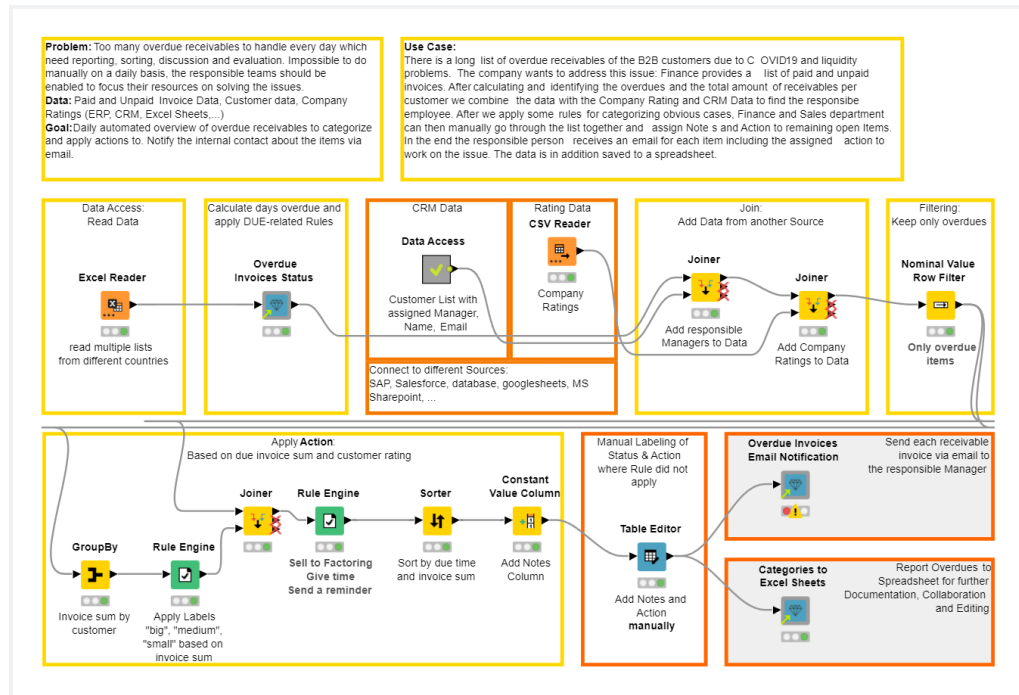 Problem: Too many overdue receivables to handle every day which
need reporting, sorting, discussion and evaluation. Impossible to do
manually on a daily basis, the responsible teams should be
enabled to focus their resources on solving the issues.
Data: Paid and Unpaid Invoice Data, Customer data, Company
Ratings (ERP, CRM, Excel Sheets,...)
Goal:Daily automated overview of overdue receivables to categorize
and apply actions to. Notify the internal contact about the items via
email.
Use Case:
There is a long list of overdue receivables of the B2B customers due to C OVID19 and liquidity
problems. The company wants to address this issue: Finance provides a list of paid and unpaid
invoices. After calculating and identifying the overdues and the total amount of receivables per
customer we combine the data with the Company Rating and CRM Data to find the responsibe
employee. After we apply some rules for categorizing obvious cases, Finance and Sales department
can then manually go through the list together and assign Note s and Action to remaining open Items.
In the end the responsible person receives an email for each item including the assigned action to
work on the issue. The data is in addition saved to a spreadsheet.
Data Access:
Read Data
Excel Reader
read multiple lists
from different countries
Calculate days overdue and
apply DUE-related Rules
Overdue
Invoices Status
CRM Data
Data Access
Customer List with
assigned Manager,
Name, Email
Rating Data
CSV Reader
Company
Ratings
Connect to different Sources:
SAP, Salesforce, database, googlesheets, MS
Sharepoint, ...
Join:
Add Data from another Source
Joiner
Add responsible
Managers to Data
Joiner
Add Company
Ratings to Data
Filtering:
Keep only overdues
Nominal Value
Row Filter
Only overdue
items
Apply Action:
Based on due invoice sum and customer rating
GroupBy
Invoice sum by
customer
Rule Engine
Apply Labels
"big", "medium",
"small" based on
invoice sum
Joiner
Rule Engine
Sell to Factoring
Give time
Send a reminder
Sorter
Sort by due time
and invoice sum
Constant
Value Column
Add Notes
Column
Manual Labeling of
Status & Action
where Rule did not
apply
Table Editor
Add Notes and
Action
manually
Overdue Invoices
Email Notification
Send each receivable
invoice via email to
the responsible Manager
Categories to
Excel Sheets
Report Overdues to
Spreadsheet for further
Documentation, Collaboration
and Editing